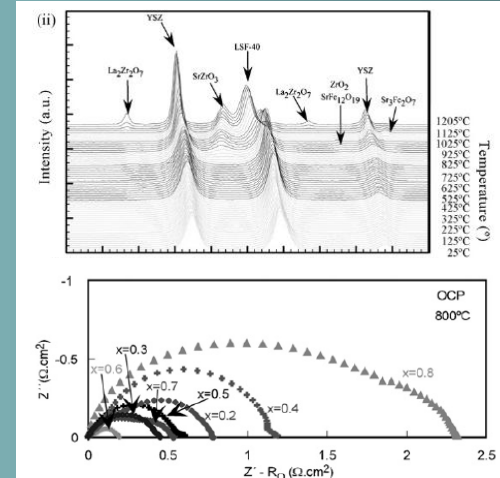 (ii)
YSZ
La2Zr2O7
SrZrO3
LSF-40
La2Zr2O7
ZrO2
SrFe12O19
YSZ
Sr3Fe2O7
Intensity (a.u.)
1205°C
1125°C
1025°C
925°C
825°C
725°C
625°C
525°C
425°C
325°C
225°C
125°C
25°C
Temperature (°)
-1
OCP
800ºC
Z´´(Ω.cm²)
-0.5
x=0.3
x=0.6
x=0.7
x=0.5
x=0.2
x=0.4
x=0.8
0
0 0.5 1 1.5 2 2.5
Z´ - RΩ (Ω.cm²)